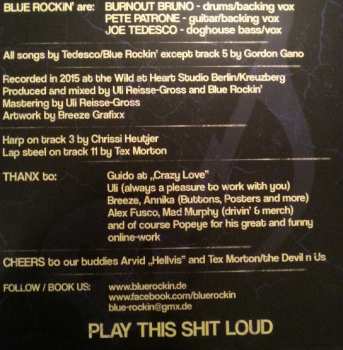 BLUE ROCKIN' are: BURNOUT BRUNO - drums/backing vox
PETE PATRONE - guitar/backing vox
JOE TEDESCO - doghouse bass/vox
All songs by Tedesco/Blue Rockin' except track 5 by Gordon Gano
Recorded in 2015 at the Wild at Heart Studio Berlin/Kreuzberg
Produced and mixed by Uli Reisse-Gross and Blue Rockin'
Mastering by Uli Reisse-Gross
Artwork by Breeze Grafixx
Harp on track 3 by Chrissi Heutjer
Lap steel on track 11 by Tex Morton
THANX to: Guido at „Crazy Love"
Uli (always a pleasure to work with you)
Breeze, Annika (Buttons, Posters and more)
Alex Fusco, Mad Murphy (drivin' & merch)
and of course Popeye for his great and funny
online-work
CHEERS to our buddies Arvid „Hellvis" and Tex Morton/the Devil n Us
FOLLOW / BOOK US: www.bluerockin.de
www.facebook.com/bluerockin
blue-rockin@gmx.de
PLAY THIS SHIT LOUD